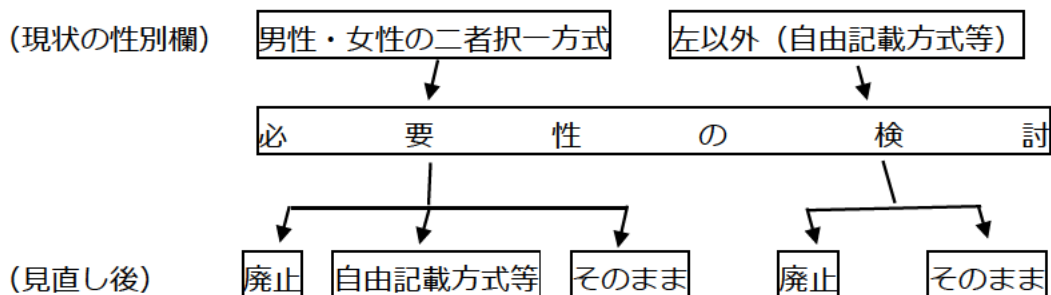 (現状の性別欄) 男性・女性の二者択一方式 左以外(自由記載方式等)
必要性の検討
(見直し後) 廃止 自由記載方式等 そのまま 廃止 そのまま